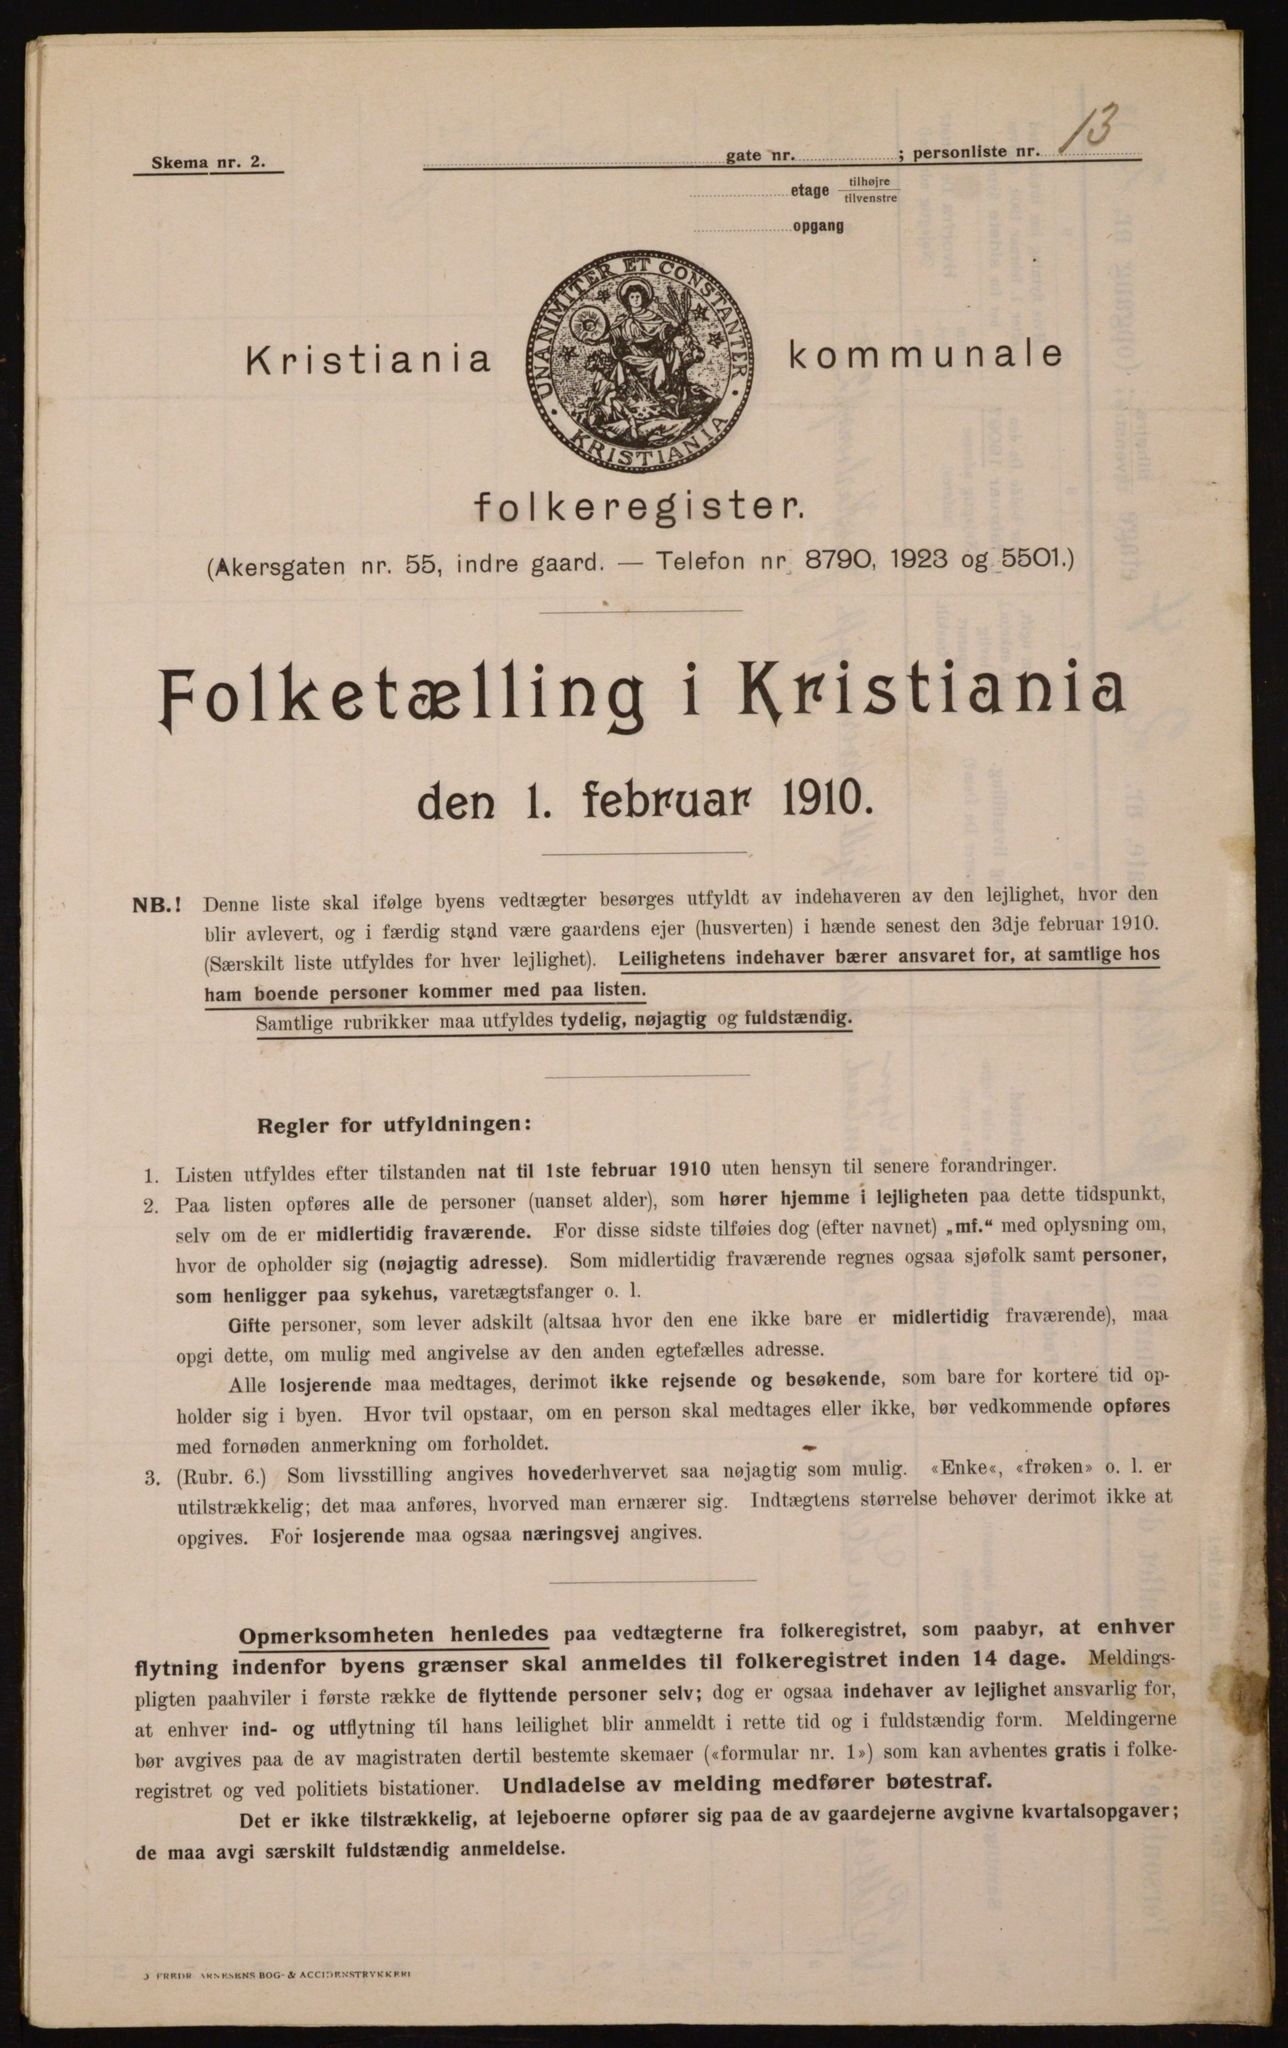 Skema nr. 2. gate nr. ; personliste nr. 13
etage tilhøjre
tilvenstre
opgang
UNANIMITER ET CONSTANTER
KRISTIANIA
Kristiania kommunale
folkeregister.
(Akersgaten nr. 55, indre gaard. — Telefon nr 8790, 1923 og 5501.)
Folketælling i Kristiania
den 1. februar 1910.
NB.! Denne liste skal ifølge byens vedtægter besørges utfyldt av indehaveren av den lejlighet, hvor den
blir avlevert, og i færdig stand være gaardens ejer (husverten) i hænde senest den 3dje februar 1910.
(Særskilt liste utfyldes for hver lejlighet). Leilighetens indehaver bærer ansvaret for, at samtlige hos
ham boende personer kommer med paa listen.
Samtlige rubrikker maa utfyldes tydelig, nøjagtig og fuldstændig.
Regler for utfyldningen:
1. Listen utfyldes efter tilstanden nat til 1ste februar 1910 uten hensyn til senere forandringer.
2. Paa listen opføres alle de personer (uanset alder), som hører hjemme i lejligheten paa dette tidspunkt,
selv om de er midlertidig fraværende. For disse sidste tilføies dog (efter navnet) „mf.“ med oplysning om,
hvor de opholder sig (nøjagtig adresse). Som midlertidig fraværende regnes ogsaa sjøfolk samt personer,
som henligger paa sykehus, varetægtsfanger o. l.
Gifte personer, som lever adskilt (altsaa hvor den ene ikke bare er midlertidig fraværende), maa
opgi dette, om mulig med angivelse av den anden egtefælles adresse.
Alle losjerende maa medtages, derimot ikke rejsende og besøkende, som bare for kortere tid op-
holder sig i byen. Hvor tvil opstaar, om en person skal medtages eller ikke, bør vedkommende opføres
med fornøden anmerkning om forholdet.
3. (Rubr. 6.) Som livsstilling angives hovederhvervet saa nøjagtig som mulig. «Enke«, «frøken» o. l. er
utilstrækkelig; det maa anføres, hvorved man ernærer sig. Indtægtens størrelse behøver derimot ikke at
opgives. For losjerende maa ogsaa næringsvej angives.
Opmerksomheten henledes paa vedtægterne fra folkeregistret, som paabyr, at enhver
flytning indenfor byens grænser skal anmeldes til folkeregistret inden 14 dage. Meldings-
pligten paahviler i første række de flyttende personer selv; dog er ogsaa indehaver av lejlighet ansvarlig for,
at enhver ind- og utflytning til hans leilighet blir anmeldt i rette tid og i fuldstændig form. Meldingerne
bør avgives paa de av magistraten dertil bestemte skemaer («formular nr. 1») som kan avhentes gratis i folke-
registret og ved politiets bistationer. Undladelse av melding medfører bøtestraf.
Det er ikke tilstrækkelig, at lejeboerne opfører sig paa de av gaardejerne avgivne kvartalsopgaver;
de maa avgi særskilt fuldstændig anmeldelse.
FREDR ARNESENS BOG- & ACCIDENSTRYKKERI